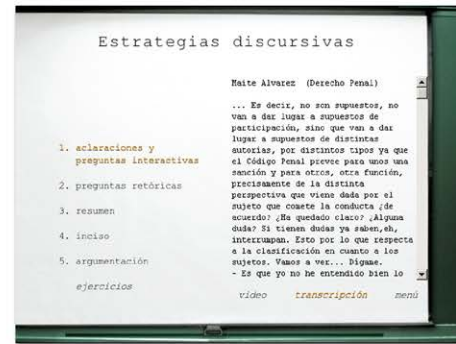 Estrategias discursivas
1. aclaraciones y
preguntas interactivas
2. preguntas retóricas
3. resumen
4. inciso
5. argumentación
ejercicios
Maite Alvarez (Derecho Penal)
... Es decir, no son supuestos, no
van a dar lugar a supuestos de
participación, sino que van a dar
lugar a supuestos de distintas
autorías, por distintos tipos ya que
el Código Penal prevee para unos una
sanción y para otros, otra función,
precisamente de la distinta
perspectiva que viene dada por el
sujeto que comete la conducta ¿de
acuerdo? ¿Ha quedado claro? ¿Alguna
duda? Si tienen dudas ya saben,eh,
interrumpan. Esto por lo que respecta
a la clasificación en cuanto a los
sujetos. Vamos a ver... Dígame.
- Es que yo no he entendido bien lo
video transcripción menú